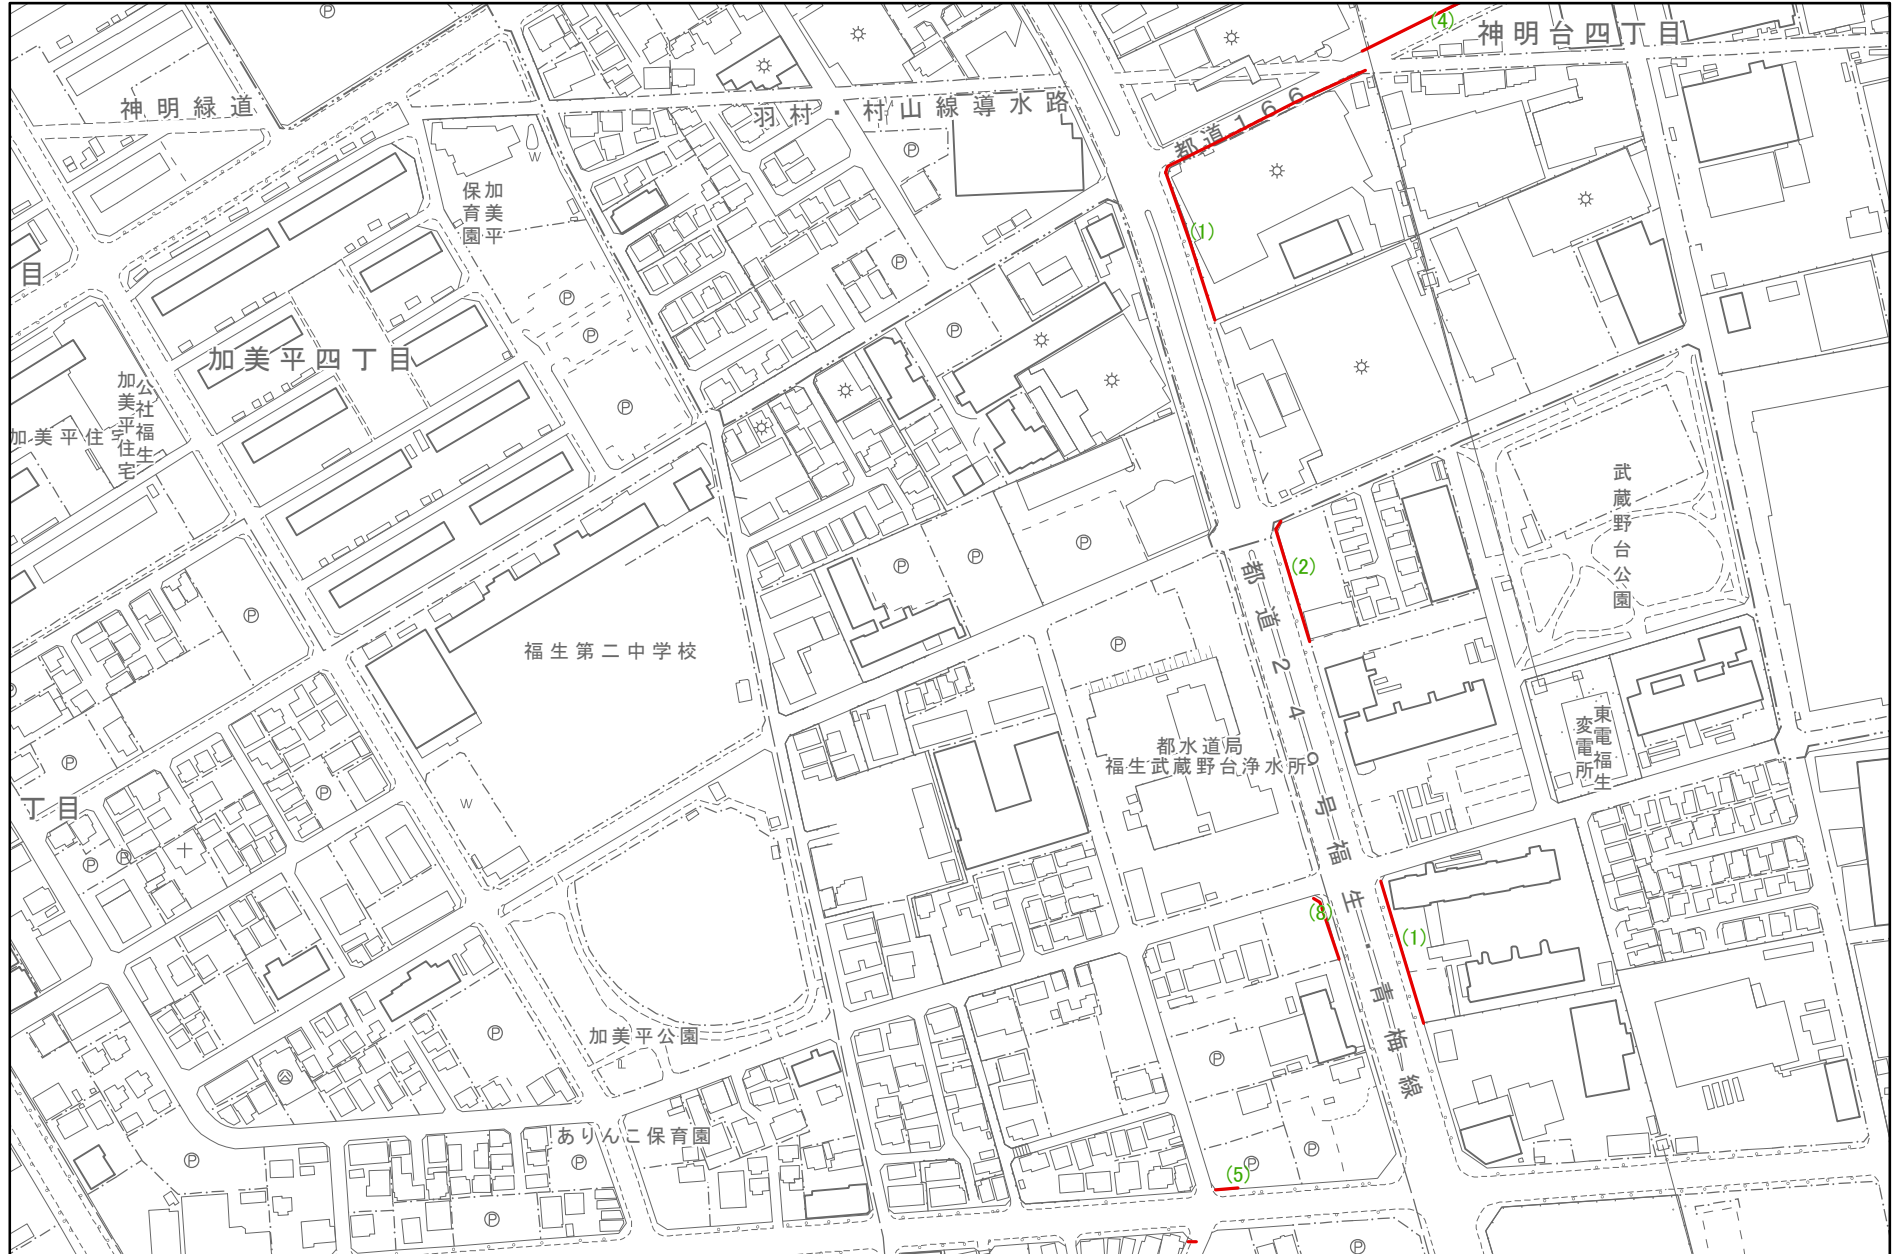 (4)
神明台四丁目
神明緑道
羽村・村山線導水路
都道166
加美平
保育園
(1)
目
加美平四丁目
公社福生
加美平住宅
加美平住宅
武蔵野台公園
(2)
都道249号福生・青梅線
福生第二中学校
都水道局
福生武蔵野台浄水所
東電福生
変電所
丁目
(8)
(1)
加美平公園
ありんこ保育園
(5)